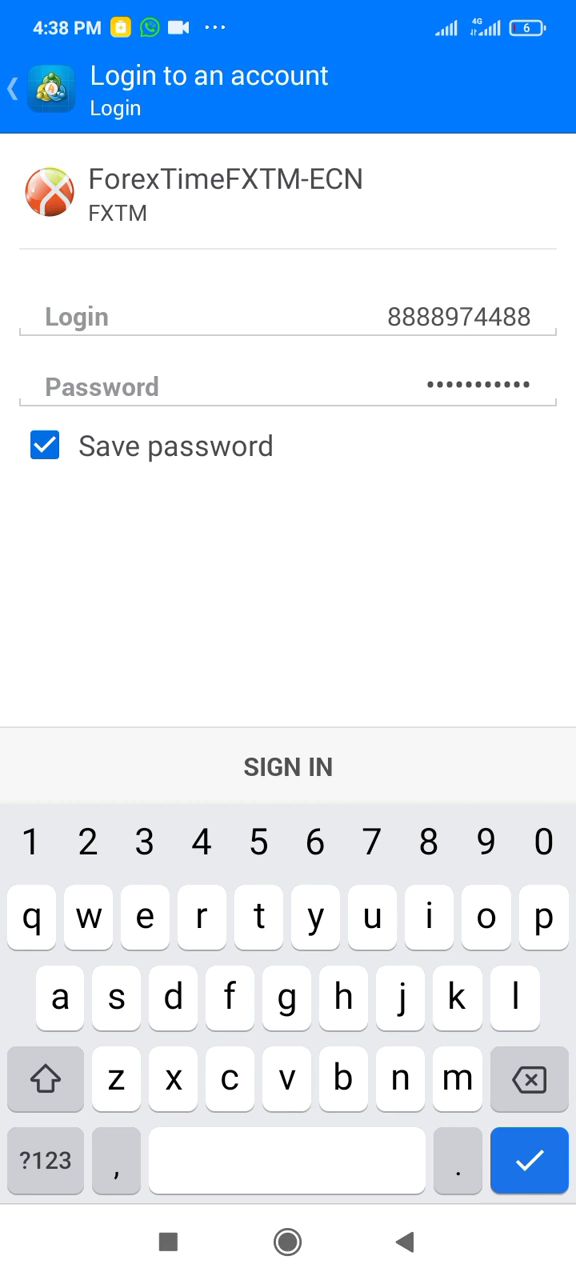 4:38 PM ... 4G 6
Login to an account
Login
ForexTimeFXTM-ECN
FXTM
Login 8888974488
Password •••••••••••
Save password
SIGN IN
1 2 3 4 5 6 7 8 9 0
q w e r t y u i o p
a s d f g h j k l
z x c v b n m
?123 , .